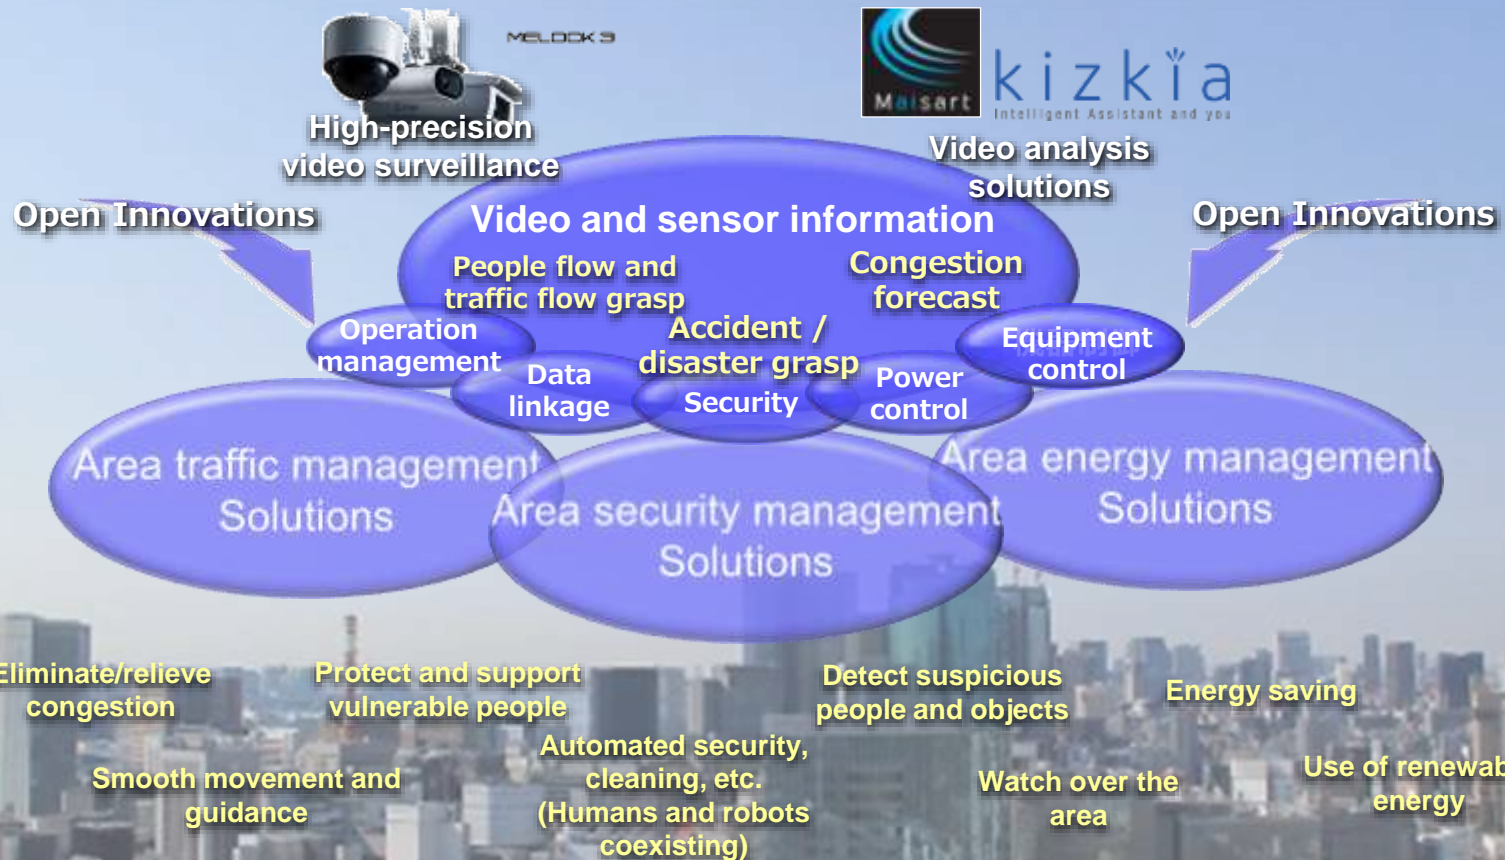 MELOOK 3
Maisart
kizkia
Intelligent Assistant and you
High-precision
video surveillance
Video analysis
solutions
Open Innovations
Open Innovations
Video and sensor information
People flow and
traffic flow grasp
Congestion
forecast
Accident /
disaster grasp
Operation
management
Data
linkage
Security
Power
control
Equipment
control
Area traffic management
Solutions
Area security management
Solutions
Area energy management
Solutions
Eliminate/relieve
congestion
Protect and support
vulnerable people
Detect suspicious
people and objects
Energy saving
Smooth movement and
guidance
Automated security,
cleaning, etc.
(Humans and robots
coexisting)
Watch over the
area
Use of renewab
energy